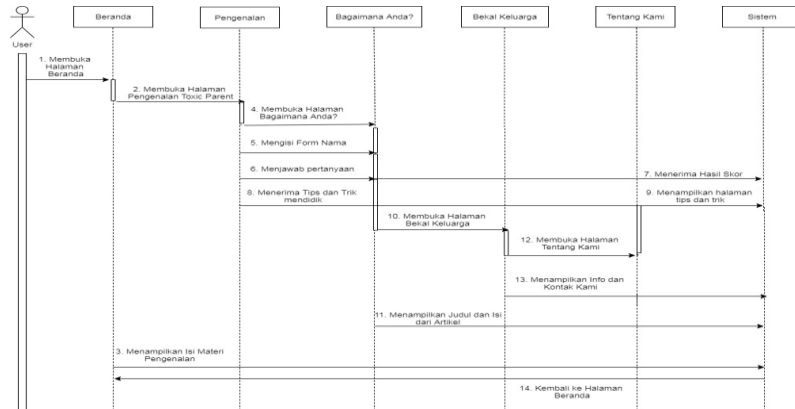 Beranda
Pengenalan
Bagaimana Anda?
Bekal Keluarga
Tentang Kami
Sistem
User
1. Membuka
Halaman
Beranda
2. Membuka Halaman
Pengenalan Toxic Parent
4. Membuka Halaman
Bagaimana Anda?
5. Mengisi Form Nama
6. Menjawab pertanyaan
7. Menerima Hasil Skor
8. Menerima Tips dan Trik
mendidik
9. Menampilkan halaman
tips dan trik
10. Membuka Halaman
Bekal Keluarga
12. Membuka Halaman
Tentang Kami
13. Menampilkan Info dan
Kontak Kami
11. Menampilkan Judul dan Isi
dari Artikel
3. Menampilkan Isi Materi
Pengenalan
14. Kembali ke Halaman
Beranda